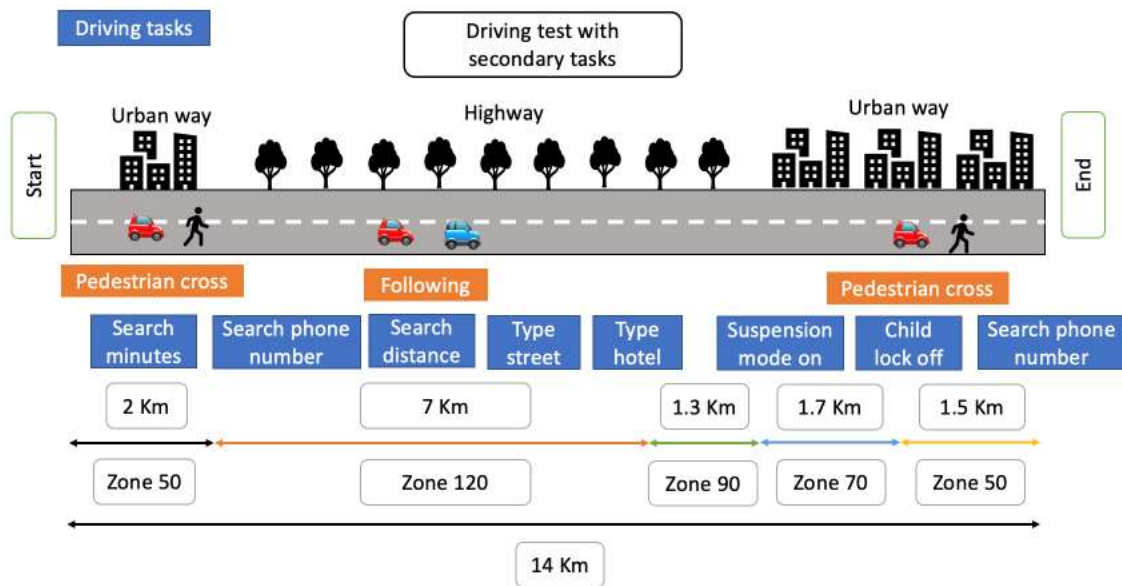 Driving tasks
Driving test with
secondary tasks
Start
Urban way
Highway
Urban way
End
Pedestrian cross
Following
Pedestrian cross
Search
minutes
Search phone
number
Search
distance
Type
street
Type
hotel
Suspension
mode on
Child
lock off
Search phone
number
2 Km
7 Km
1.3 Km
1.7 Km
1.5 Km
Zone 50
Zone 120
Zone 90
Zone 70
Zone 50
14 Km